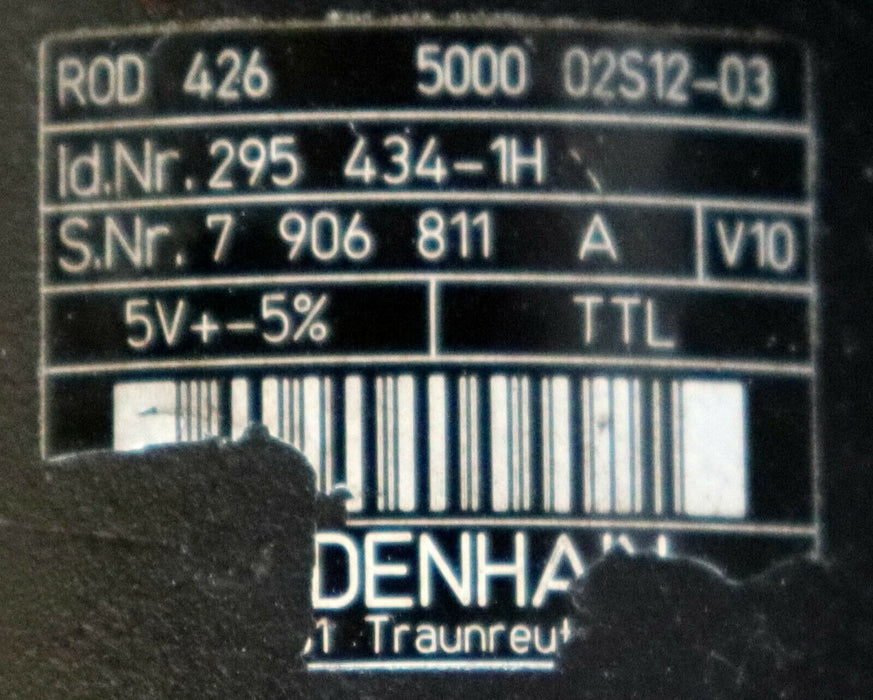 ROD 426 5000 02S12-03
Id.Nr. 295 434-1H
S.Nr. 7 906 811 A V10
5V+-5% TTL
DENHAIN
1 Traunreut